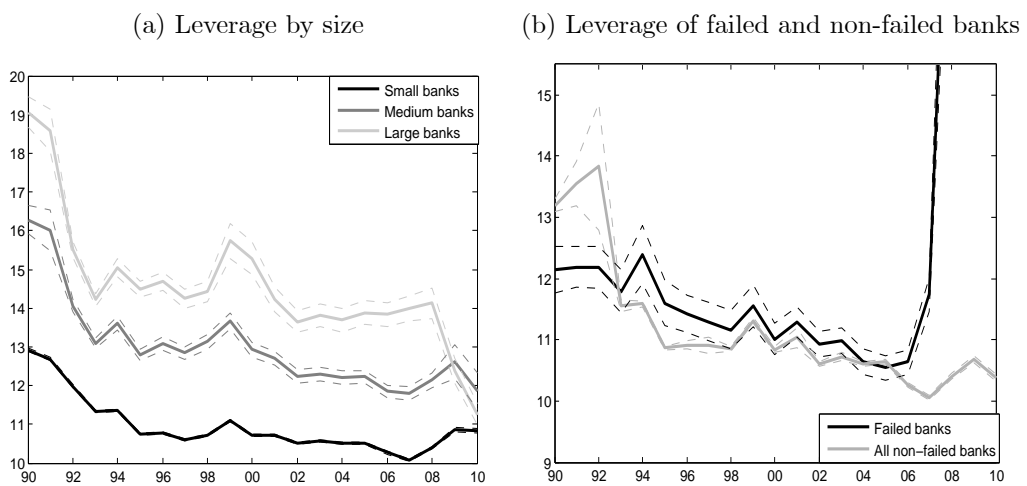 (a) Leverage by size
20
19
18
17
16
15
14
13
12
11
10
90 92 94 96 98 00 02 04 06 08 10
Small banks
Medium banks
Large banks
(b) Leverage of failed and non-failed banks
15
14
13
12
11
10
9
90 92 94 96 98 00 02 04 06 08 10
Failed banks
All non-failed banks